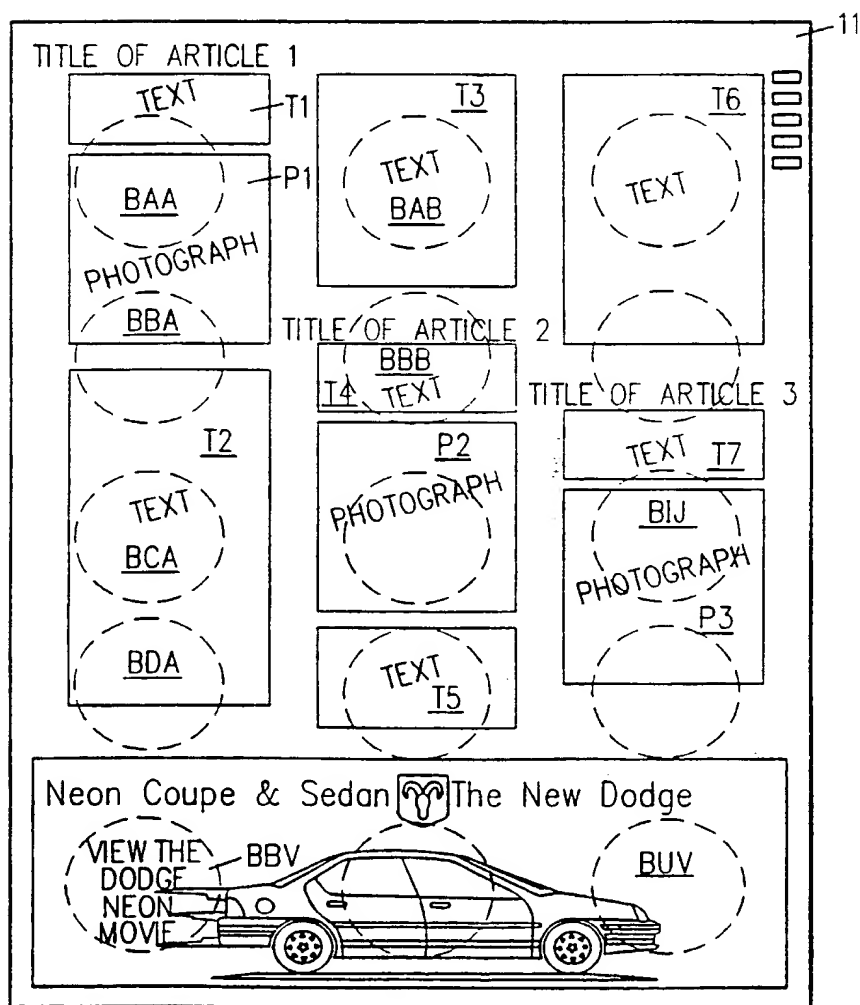 11
TITLE OF ARTICLE 1
TEXT
T1
P1
BAA
PHOTOGRAPH
BBA
T2
TEXT
BCA
BDA
T3
TEXT
BAB
TITLE OF ARTICLE 2
BBB
T4 TEXT
P2
PHOTOGRAPH
TEXT
T5
T6
TEXT
TITLE OF ARTICLE 3
TEXT T7
BIJ
PHOTOGRAPH
P3
Neon Coupe & Sedan The New Dodge
VIEW THE
DODGE
NEON
MOVIE
BBV
BUV